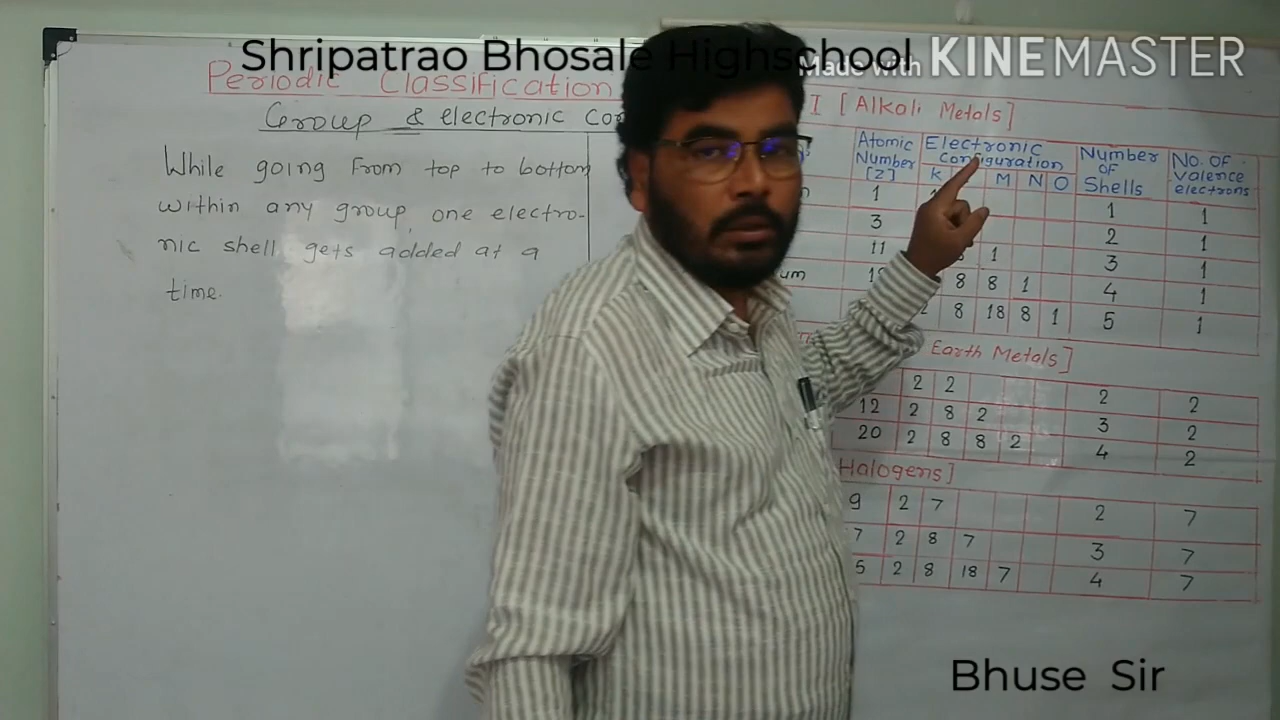 Shripatrao Bhosale Highschool
Made with KINEMASTER
Periodic Classification
I [Alkali Metals]
Group & electronic
While going From top to bottom
within any group, one electro-
nic shell gets added at a
time.
Atomic Number [Z] Electronic Configuration Number OF Shells No. OF Valence electrons
K M N O
1 1 1
3 2 1
11 1 3 1
8 8 1 4 1
2 8 18 8 1 5 1
Earth Metals]
2 2 2 2
12 2 8 2 3 2
20 2 8 8 2 4 2
Halogens]
9 2 7 2 7
7 2 8 7 3 7
5 2 8 18 7 4 7
Bhuse Sir